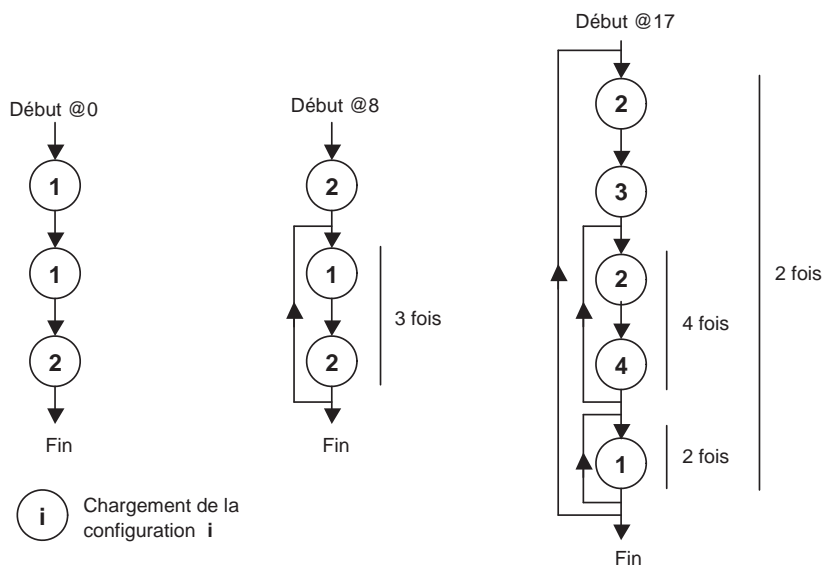 Début @0
1
1
2
Fin
Début @8
2
1
2
3 fois
Fin
Début @17
2
3
2
4
4 fois
1
2 fois
2 fois
Fin
i
Chargement de la
configuration i